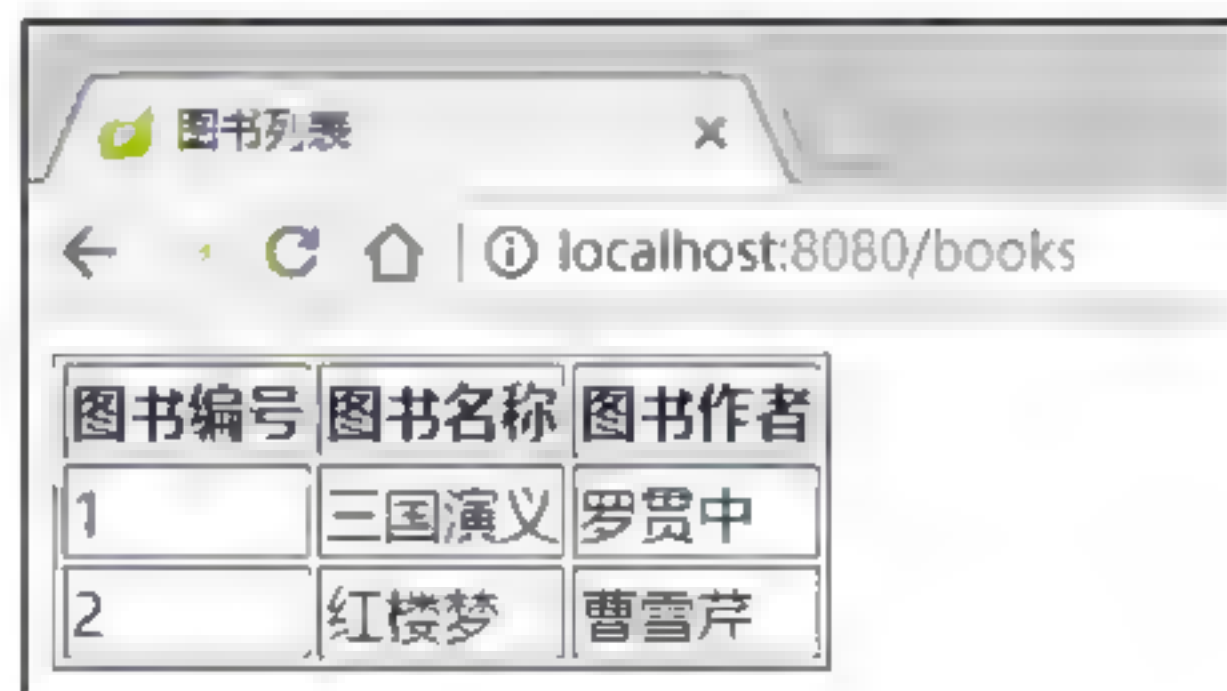 图书列表
localhost:8080/books
图书编号 图书名称 图书作者
1 三国演义 罗贯中
2 红楼梦 曹雪芹